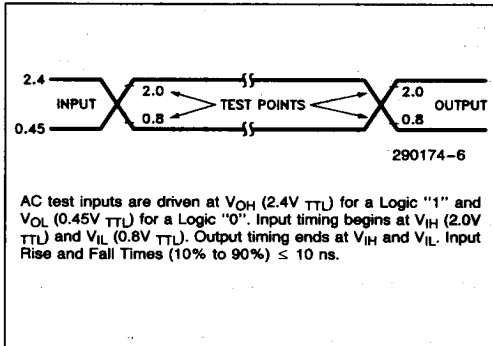 2.4
INPUT
0.45
2.0
0.8
TEST POINTS
2.0
0.8
OUTPUT
290174-6
AC test inputs are driven at VOH (2.4V TTL) for a Logic "1" and
VOL (0.45V TTL) for a Logic "0". Input timing begins at VIH (2.0V
TTL) and VIL (0.8V TTL). Output timing ends at VIH and VIL. Input
Rise and Fall Times (10% to 90%) ≤ 10 ns.